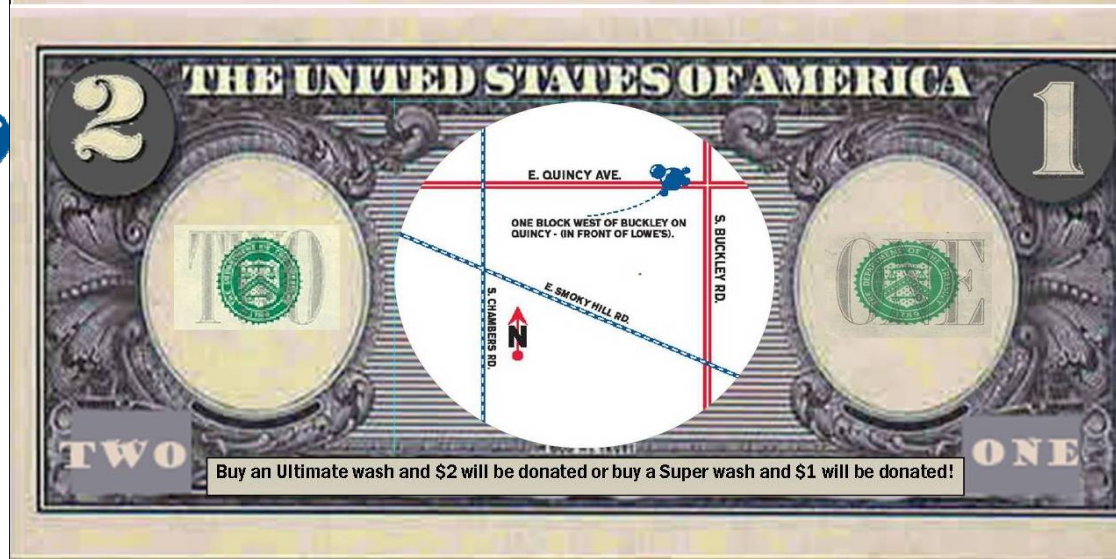 THE UNITED STATES OF AMERICA
2
1
E. QUINCY AVE.
ONE BLOCK WEST OF BUCKLEY ON
QUINCY - (IN FRONT OF LOWE'S).
S. BUCKLEY RD.
E. SMOKY HILL RD.
S. CHAMBERS RD.
N
TWO
ONE
TWO
ONE
Buy an Ultimate wash and $2 will be donated or buy a Super wash and $1 will be donated!